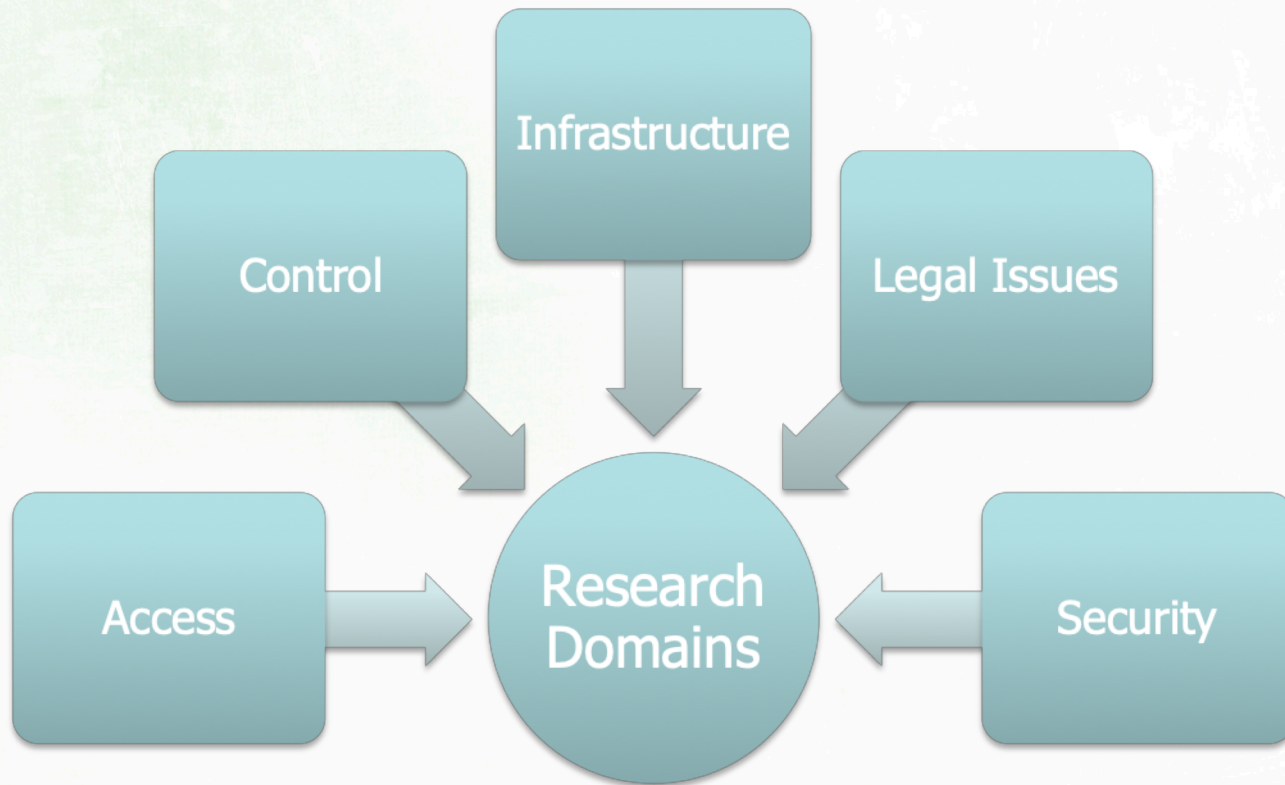 Infrastructure
Control
Legal Issues
Access
Research
Domains
Security